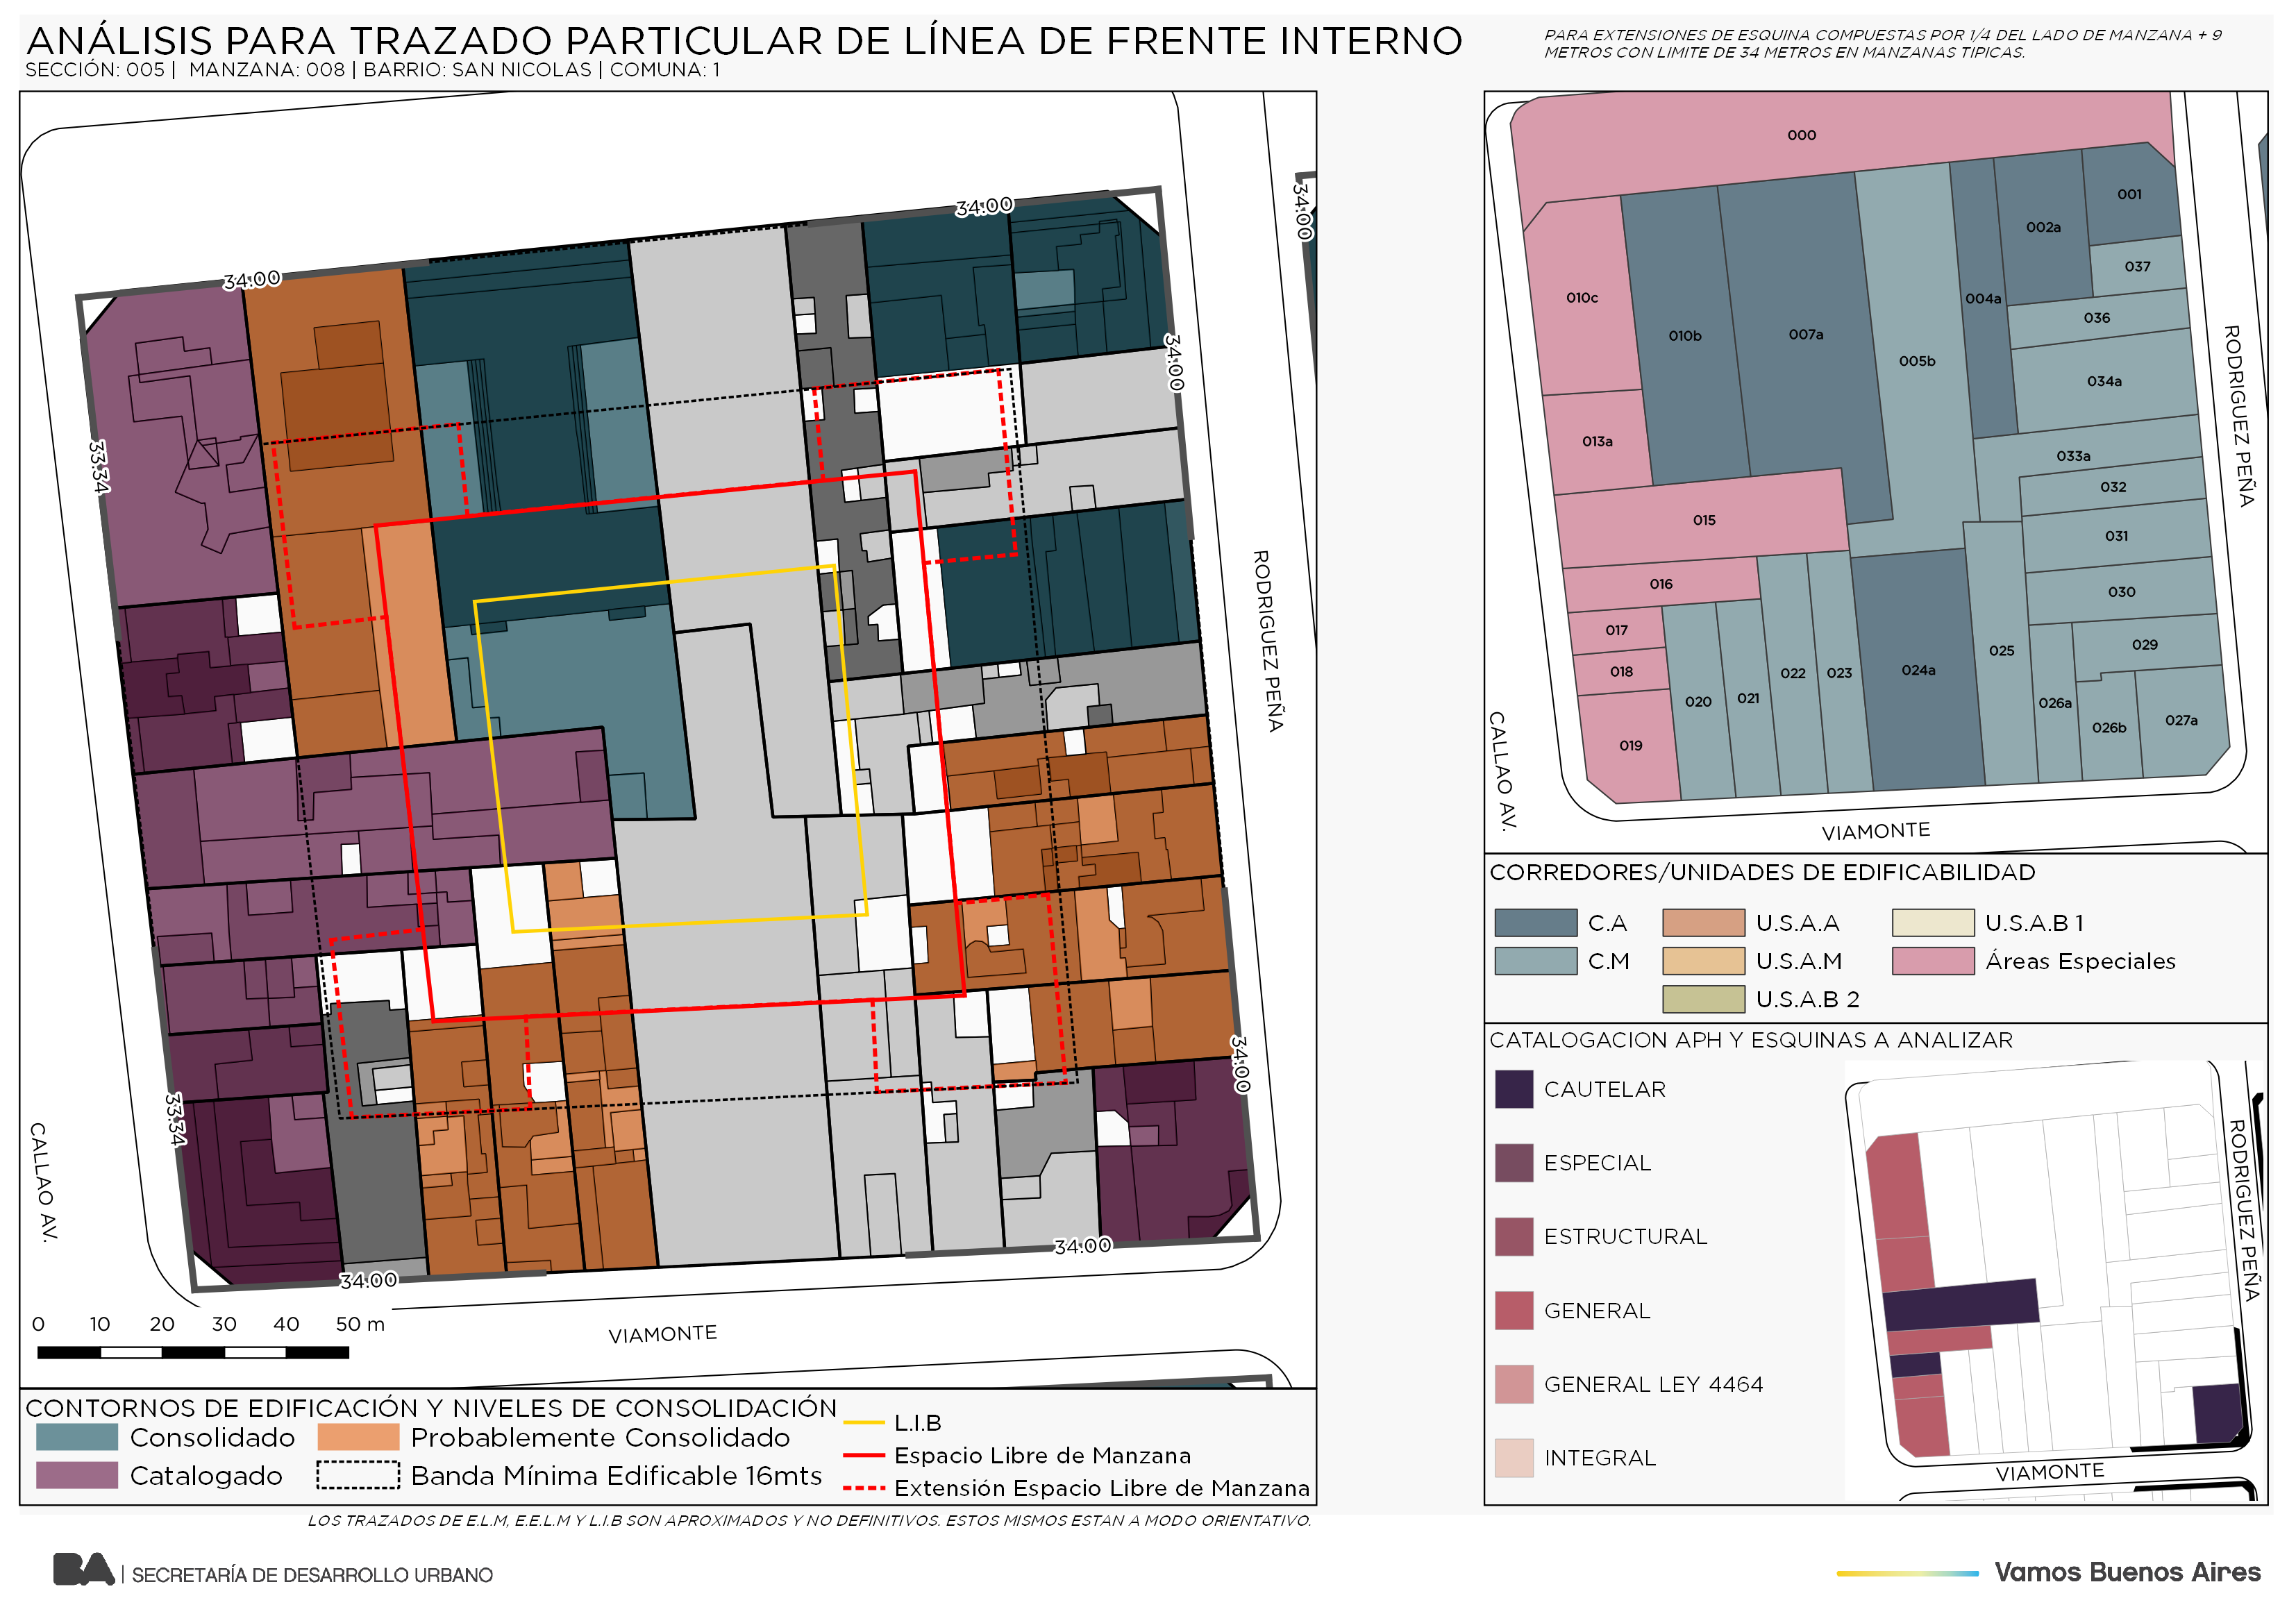 ANÁLISIS PARA TRAZADO PARTICULAR DE LÍNEA DE FRENTE INTERNO
SECCIÓN: 005 | MANZANA: 008 | BARRIO: SAN NICOLAS | COMUNA: 1
PARA EXTENSIONES DE ESQUINA COMPUESTAS POR 1/4 DEL LADO DE MANZANA + 9
METROS CON LIMITE DE 34 METROS EN MANZANAS TIPICAS.
34.00
34.00
34.00
34.00
33.34
RODRIGUEZ PEÑA
34.00
33.34
CALLAO AV.
34.00
34.00
0 10 20 30 40 50 m
VIAMONTE
CONTORNOS DE EDIFICACIÓN Y NIVELES DE CONSOLIDACIÓN
Consolidado
Probablemente Consolidado
Catalogado
Banda Mínima Edificable 16mts
L.I.B
Espacio Libre de Manzana
Extensión Espacio Libre de Manzana
LOS TRAZADOS DE E.L.M, E.E.L.M Y L.I.B SON APROXIMADOS Y NO DEFINITIVOS. ESTOS MISMOS ESTAN A MODO ORIENTATIVO.
000
001
002a
037
010c
004a
036
010b
007a
005b
034a
013a
033a
032
015
031
016
030
017
029
025
018
024a
022
023
021
020
026a
027a
026b
019
RODRIGUEZ PEÑA
CALLAO AV.
VIAMONTE
CORREDORES/UNIDADES DE EDIFICABILIDAD
C.A
U.S.A.A
U.S.A.B 1
C.M
U.S.A.M
Áreas Especiales
U.S.A.B 2
CATALOGACION APH Y ESQUINAS A ANALIZAR
CAUTELAR
ESPECIAL
ESTRUCTURAL
GENERAL
GENERAL LEY 4464
INTEGRAL
RODRIGUEZ PEÑA
VIAMONTE
BA | SECRETARÍA DE DESARROLLO URBANO
Vamos Buenos Aires